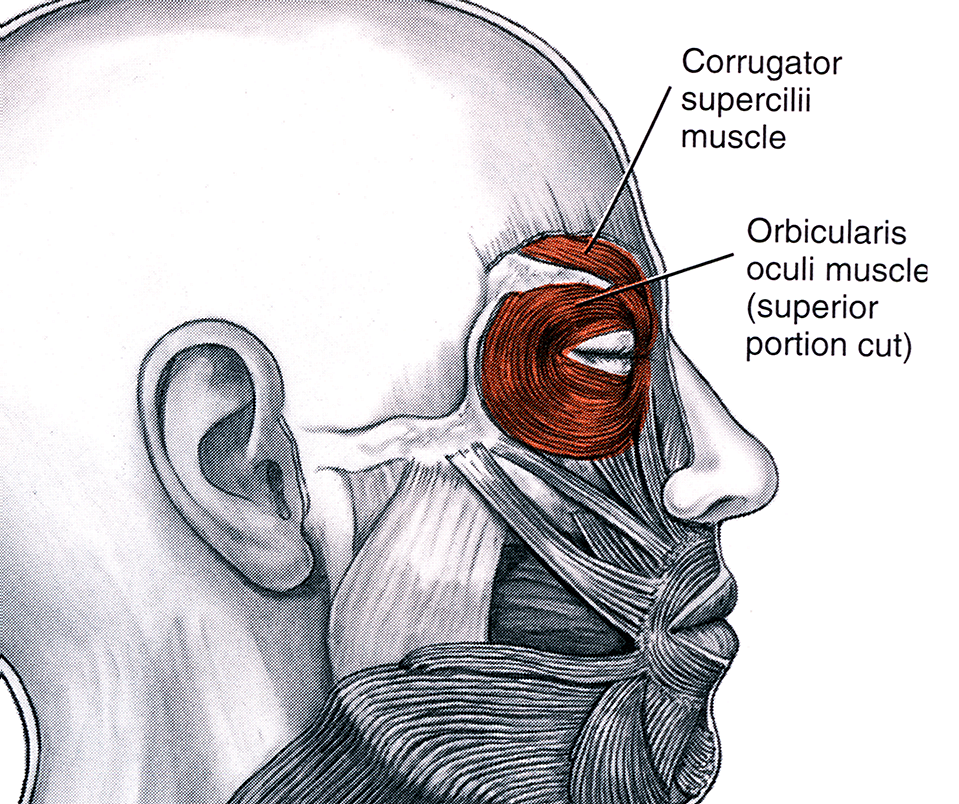 Corrugator
supercilii
muscle
Orbicularis
oculi muscle
(superior
portion cut)